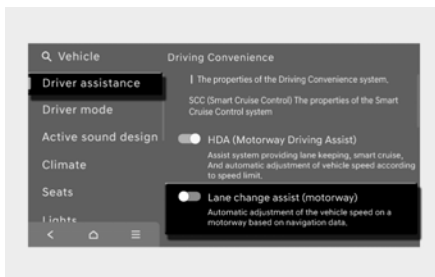 Vehicle
Driver assistance
Driver mode
Active sound design
Climate
Seats
Lights
Driving Convenience
The properties of the Driving Convenience system.
SCC (Smart Cruise Control) The properties of the Smart
Cruise Control system
HDA (Motorway Driving Assist)
Assist system providing lane keeping, smart cruise,
And automatic adjustment of vehicle speed according
to speed limit.
Lane change assist (motorway)
Automatic adjustment of the vehicle speed on a
motorway based on navigation data.